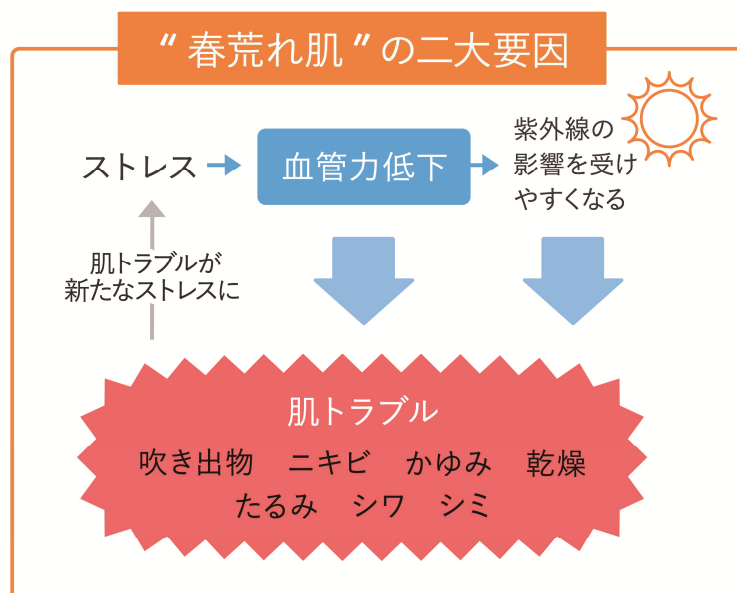 〃春荒れ肌〃の二大要因
ストレス
血管力低下
紫外線の
影響を受け
やすくなる
肌トラブルが
新たなストレスに
肌トラブル
吹き出物 ニキビ かゆみ 乾燥
たるみ シワ シミ